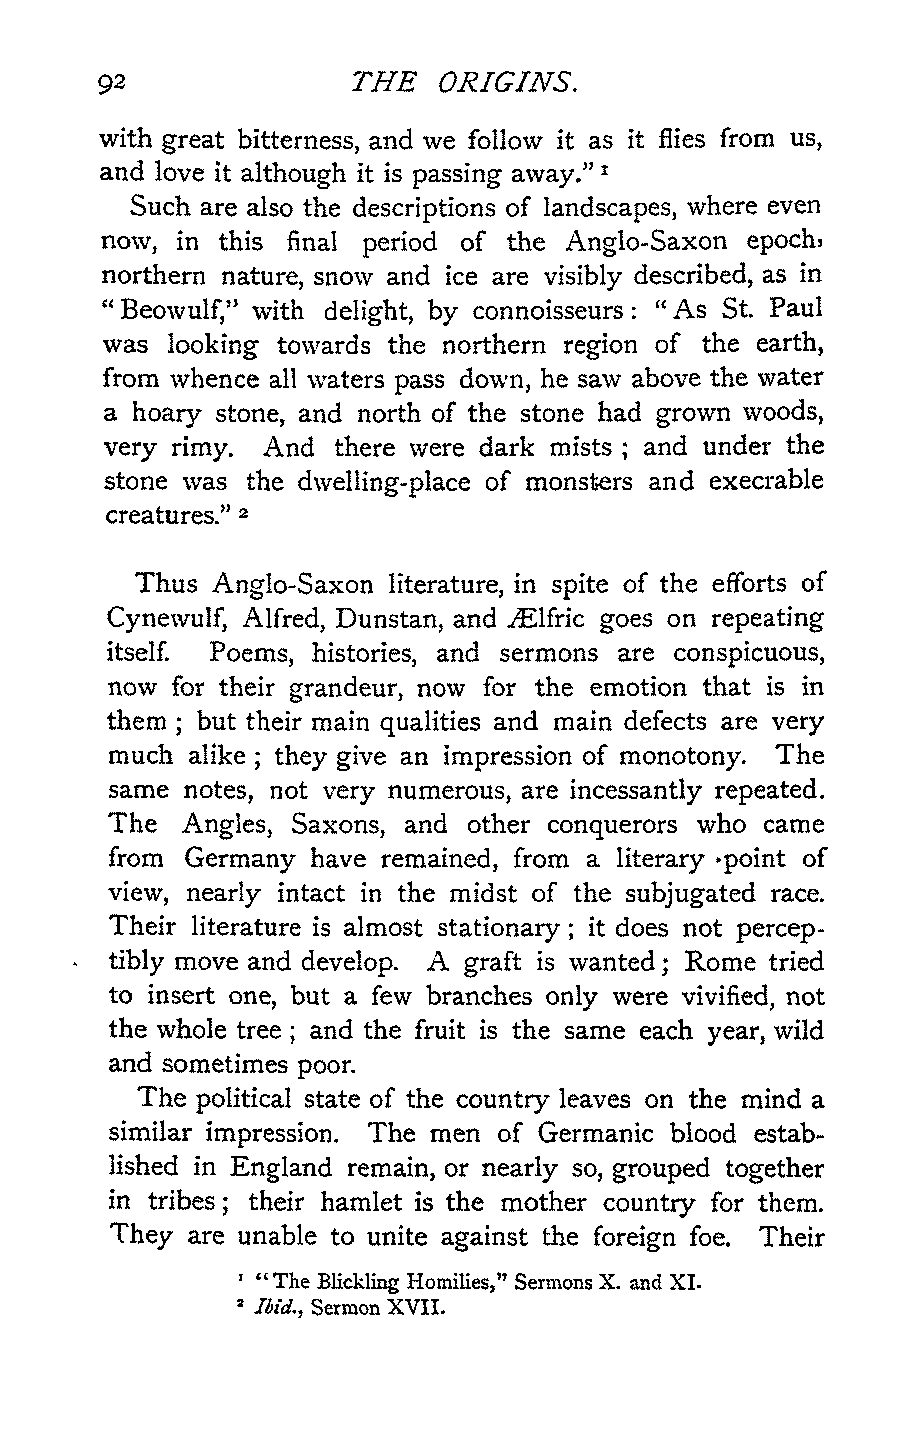 92 THE ORIGINS.
with great bitterness, and we follow it as it flies from us,
and love it although it is passing away.” ¹
Such are also the descriptions of landscapes, where even
now, in this final period of the Anglo-Saxon epoch,
northern nature, snow and ice are visibly described, as in
“Beowulf,” with delight, by connoisseurs: “As St. Paul
was looking towards the northern region of the earth,
from whence all waters pass down, he saw above the water
a hoary stone, and north of the stone had grown woods,
very rimy. And there were dark mists; and under the
stone was the dwelling-place of monsters and execrable
creatures.” ²
Thus Anglo-Saxon literature, in spite of the efforts of
Cynewulf, Alfred, Dunstan, and Ælfric goes on repeating
itself. Poems, histories, and sermons are conspicuous,
now for their grandeur, now for the emotion that is in
them; but their main qualities and main defects are very
much alike; they give an impression of monotony. The
same notes, not very numerous, are incessantly repeated.
The Angles, Saxons, and other conquerors who came
from Germany have remained, from a literary point of
view, nearly intact in the midst of the subjugated race.
Their literature is almost stationary; it does not percep-
tibly move and develop. A graft is wanted; Rome tried
to insert one, but a few branches only were vivified, not
the whole tree; and the fruit is the same each year, wild
and sometimes poor.
The political state of the country leaves on the mind a
similar impression. The men of Germanic blood estab-
lished in England remain, or nearly so, grouped together
in tribes; their hamlet is the mother country for them.
They are unable to unite against the foreign foe. Their
¹ “The Blickling Homilies,” Sermons X. and XI.
² Ibid., Sermon XVII.